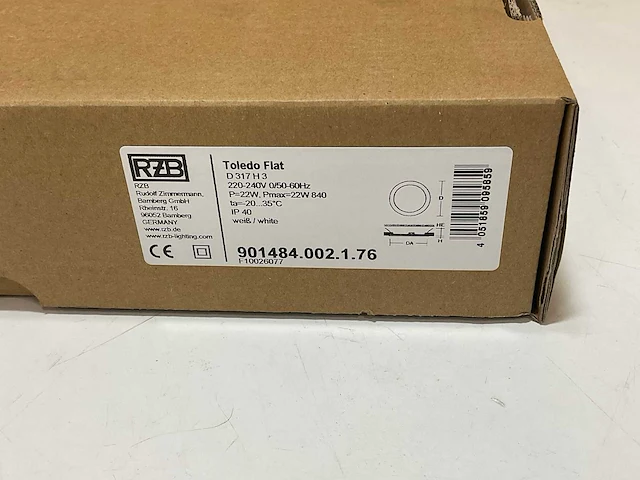 RZB
RZB
Rudolf Zimmermann,
Bamberg GmbH
Rheinstr. 16
96052 Bamberg
GERMANY
www.rzb.de
www.rzb-lighting.com
CE
Toledo Flat
D 317 H 3
220-240V 0/50-60Hz
P=22W, Pmax=22W 840
ta=-20...35°C
IP 40
weiß / white
901484.002.1.76
F10026077
D
HE
H
DA
4 051859 095859